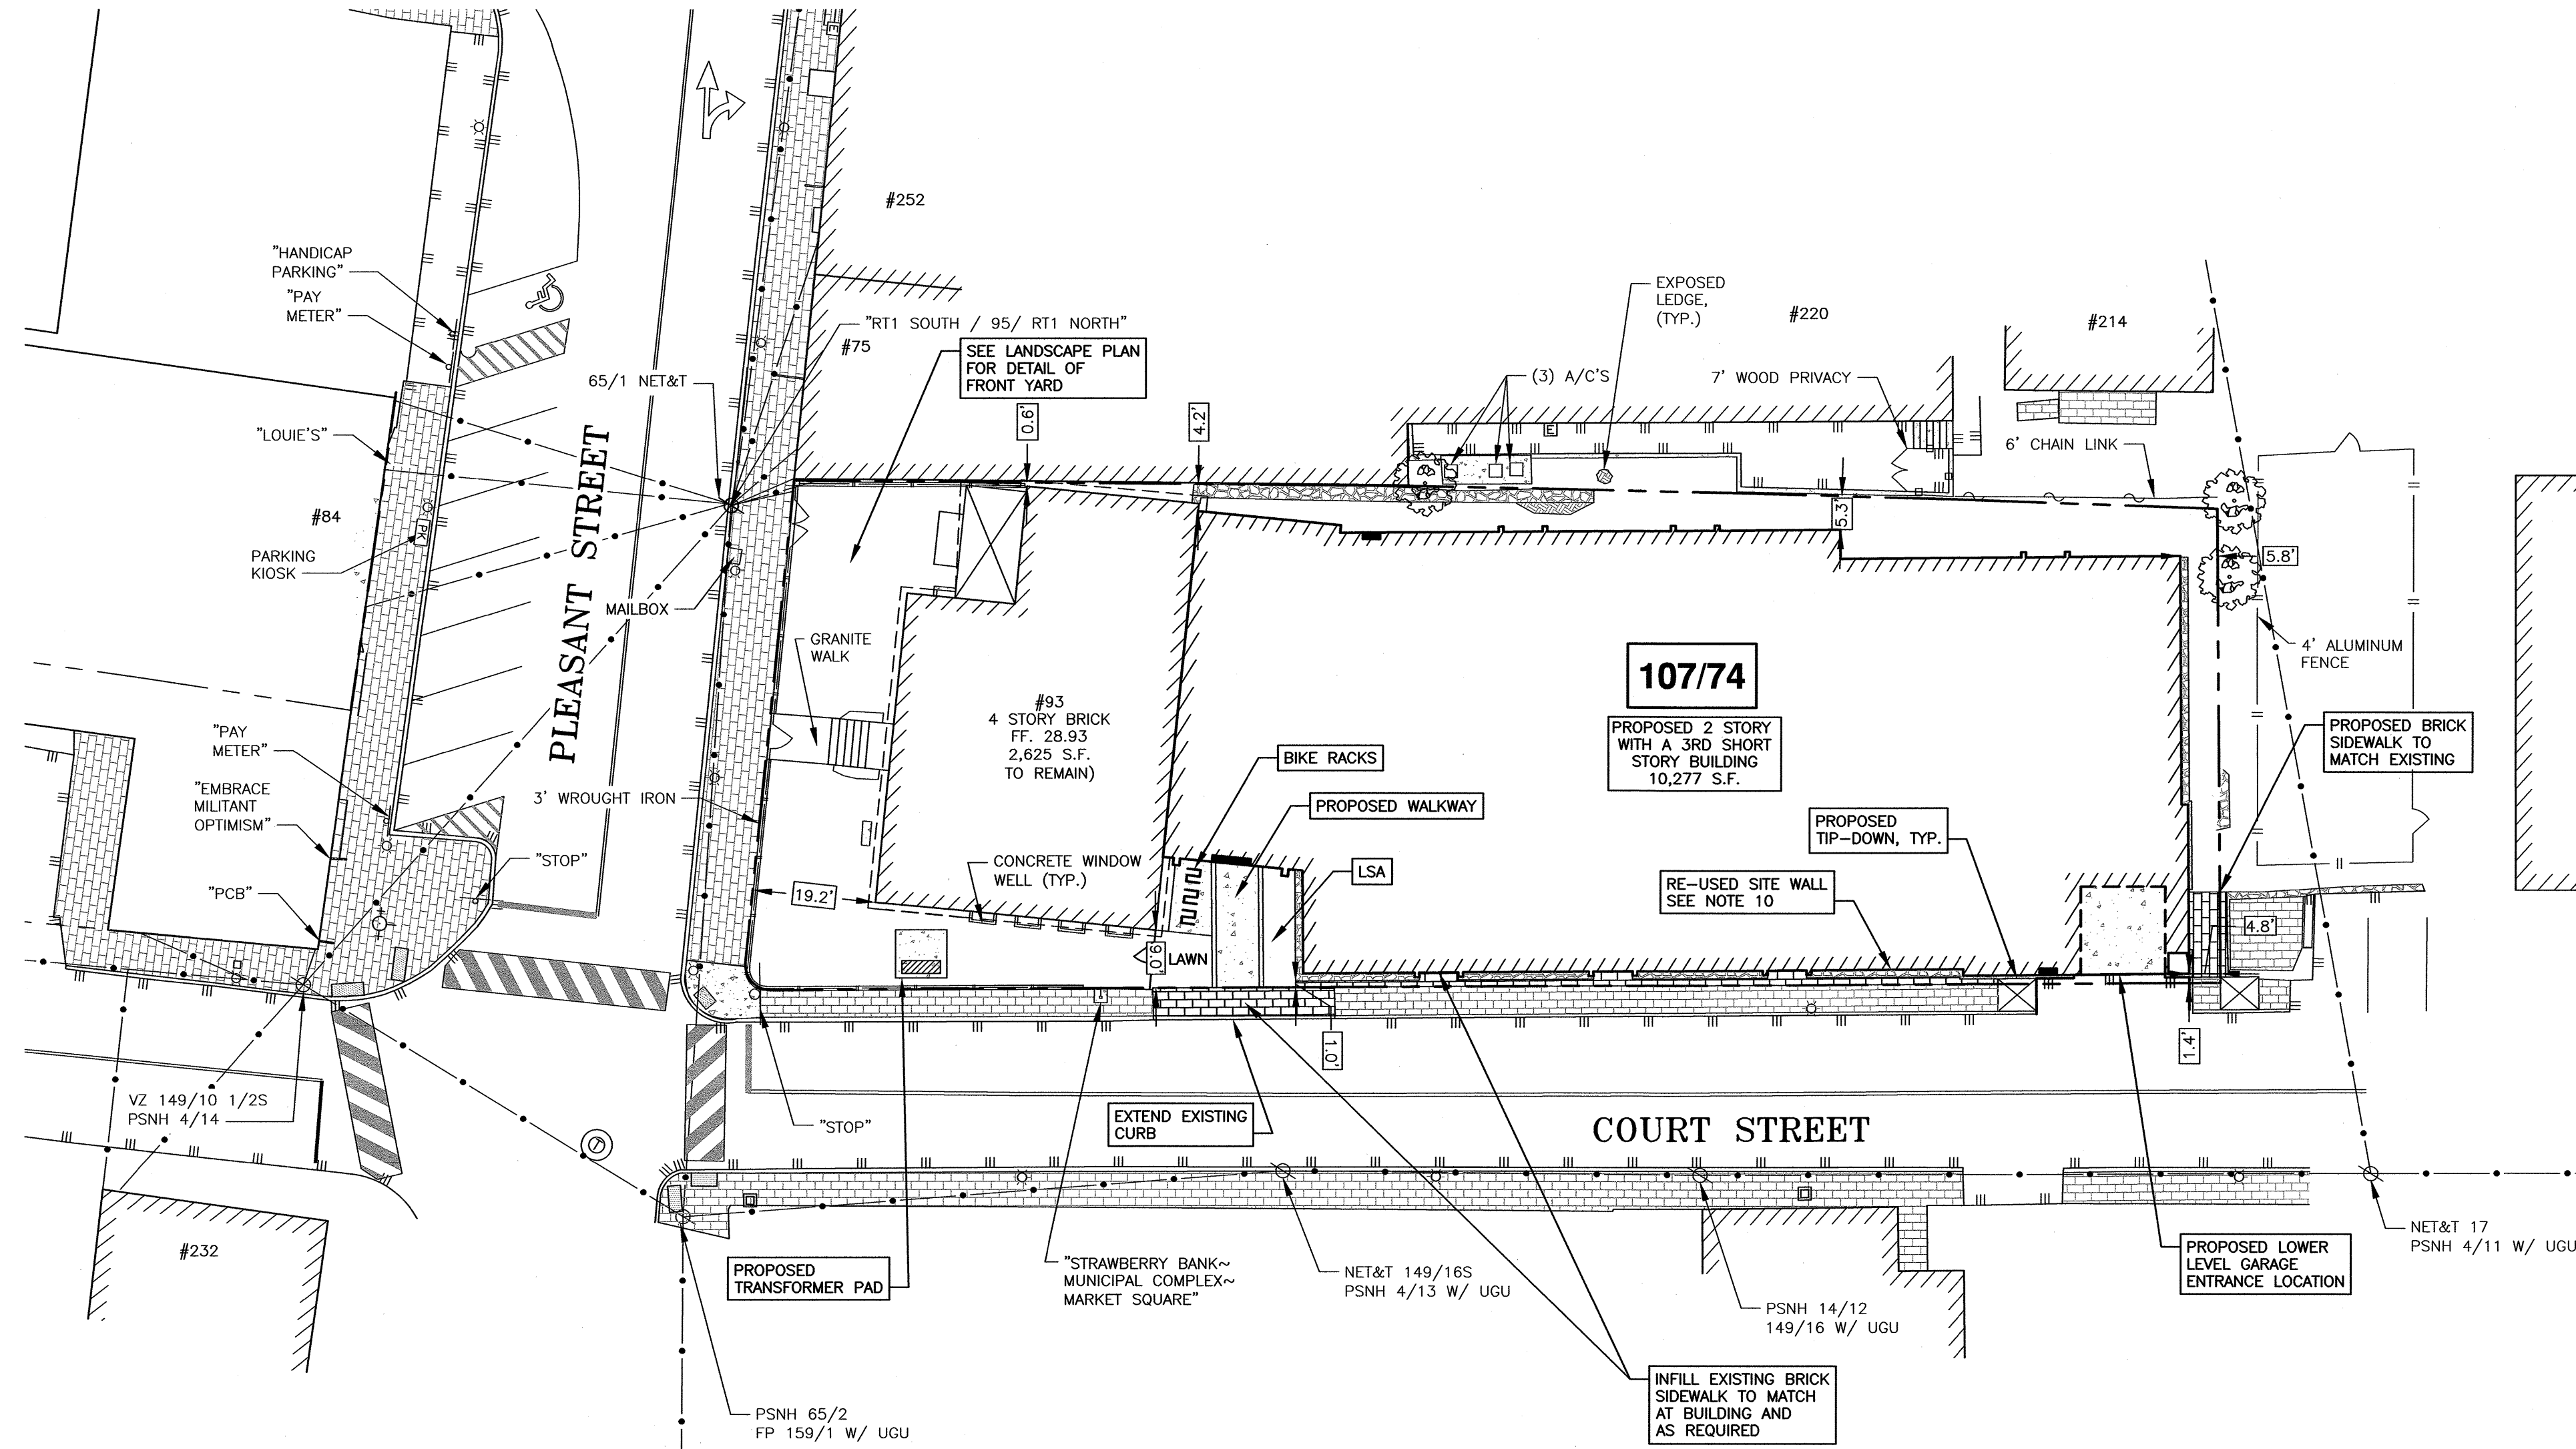 #252
"HANDICAP
PARKING"
"PAY
METER"
"RT1 SOUTH / 95/ RT1 NORTH"
#75
SEE LANDSCAPE PLAN
FOR DETAIL OF
FRONT YARD
65/1 NET&T
EXPOSED
LEDGE,
(TYP.)
#220
#214
(3) A/C'S
7' WOOD PRIVACY
6' CHAIN LINK
0.6'
4.2'
E
E
"LOUIE'S"
#84
PK
PARKING
KIOSK
PLEASANT STREET
MAILBOX
GRANITE
WALK
5.3'
5.8'
4' ALUMINUM
FENCE
107/74
PROPOSED 2 STORY
WITH A 3RD SHORT
STORY BUILDING
10,277 S.F.
#93
4 STORY BRICK
FF. 28.93
2,625 S.F.
TO REMAIN)
PROPOSED BRICK
SIDEWALK TO
MATCH EXISTING
"PAY
METER"
"EMBRACE
MILITANT
OPTIMISM"
3' WROUGHT IRON
BIKE RACKS
PROPOSED WALKWAY
PROPOSED
TIP-DOWN, TYP.
"STOP"
CONCRETE WINDOW
WELL (TYP.)
LSA
RE-USED SITE WALL
SEE NOTE 10
"PCB"
19.2'
4.8'
0.6'
LAWN
1.0'
1.4'
VZ 149/10 1/2S
PSNH 4/14
"STOP"
EXTEND EXISTING
CURB
COURT STREET
T
#232
PROPOSED
TRANSFORMER PAD
"STRAWBERRY BANK~
MUNICIPAL COMPLEX~
MARKET SQUARE"
NET&T 149/16S
PSNH 4/13 W/ UGU
PSNH 14/12
149/16 W/ UGU
PROPOSED LOWER
LEVEL GARAGE
ENTRANCE LOCATION
NET&T 17
PSNH 4/11 W/ UGU
PSNH 65/2
FP 159/1 W/ UGU
INFILL EXISTING BRICK
SIDEWALK TO MATCH
AT BUILDING AND
AS REQUIRED